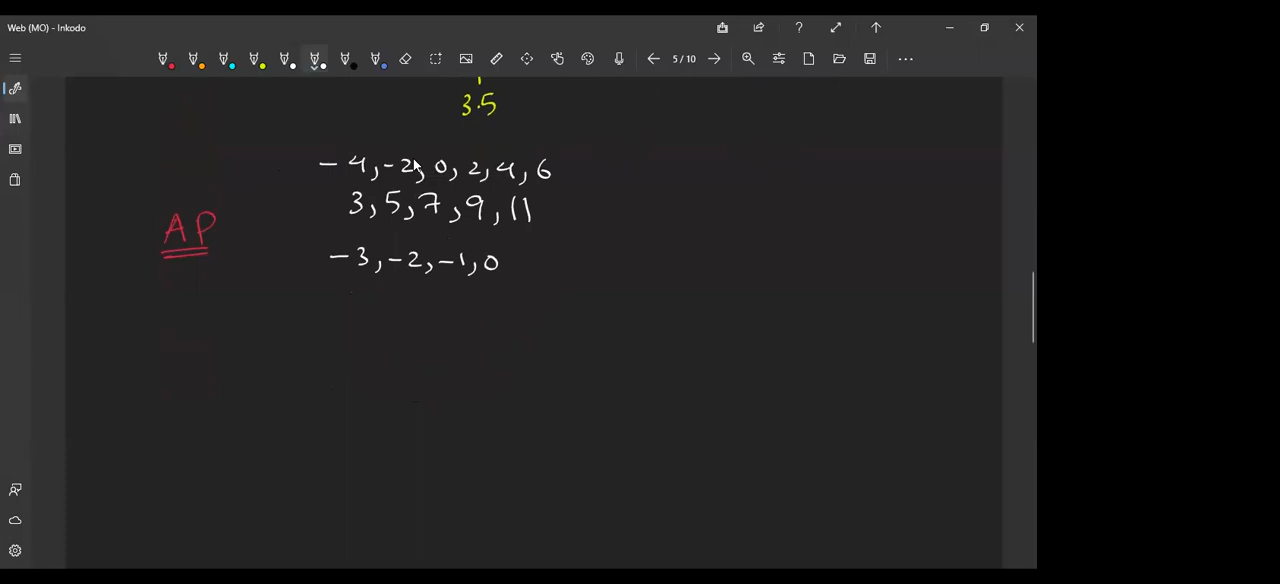 Web (MO) - Inkodo
5/10
3.5
- 4, -2, 0, 2, 4, 6
3, 5, 7, 9, 11
AP
- 3, -2, -1, 0